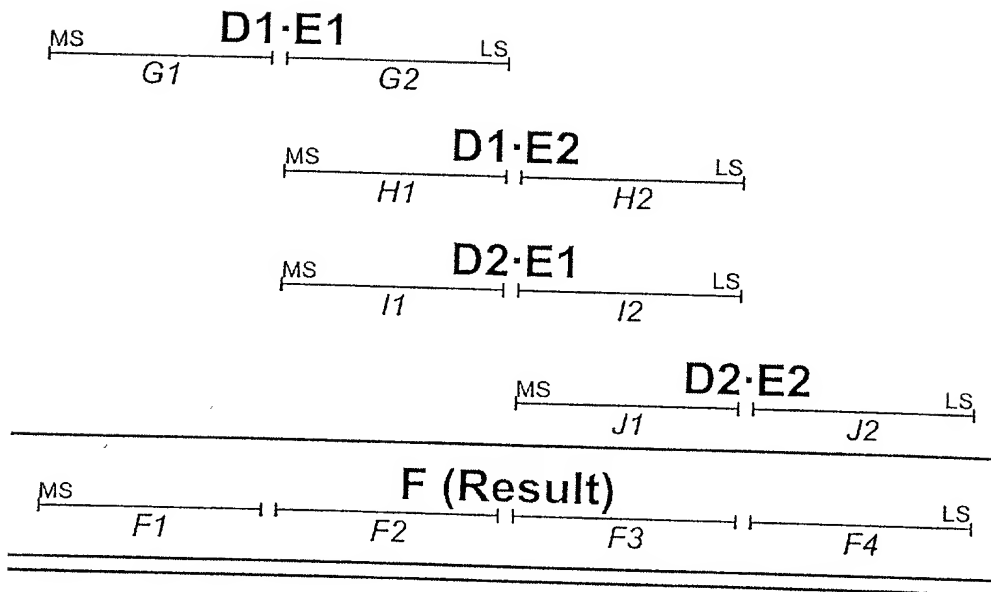 D1·E1
MS LS
G1 G2
D1·E2
MS LS
H1 H2
D2·E1
MS LS
I1 I2
D2·E2
MS LS
J1 J2
F (Result)
MS LS
F1 F2 F3 F4